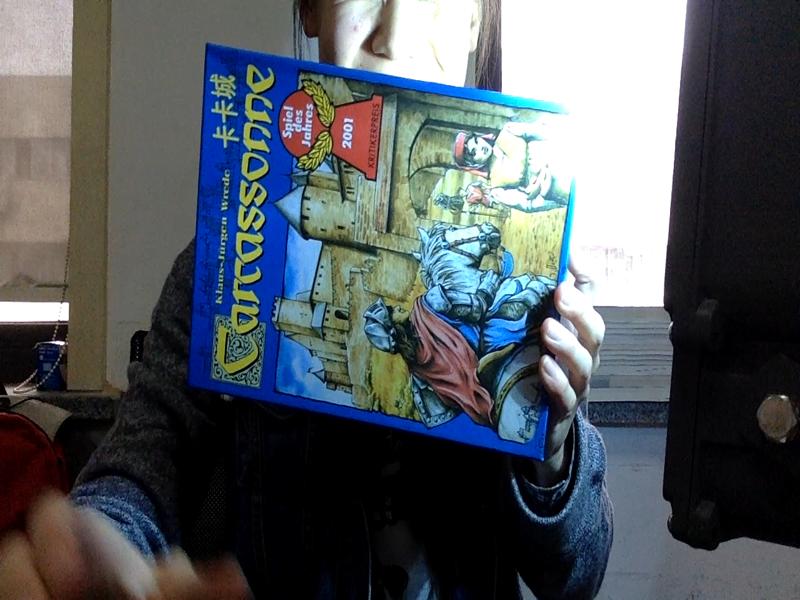 卡卡城
Klaus-Jürgen Wrede
Carcassonne
Spiel
des
Jahres
2001
KRITIKERPREIS